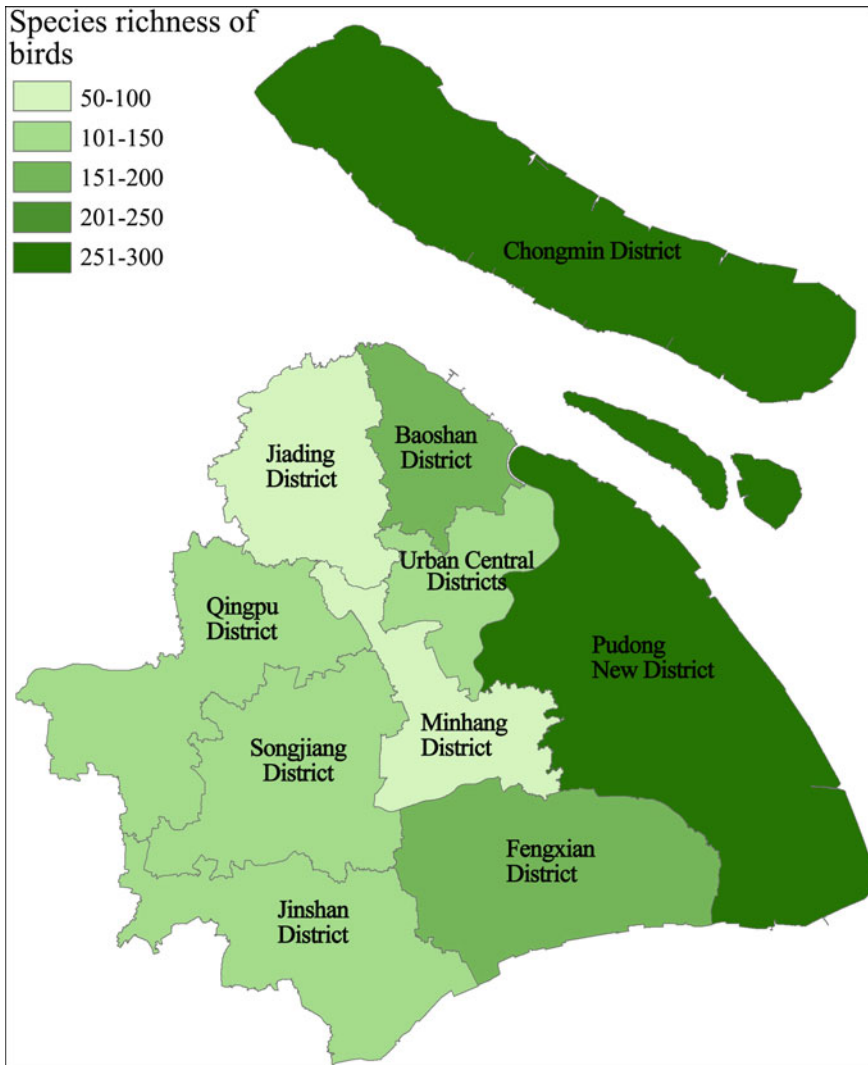 Species richness of
birds
50-100
101-150
151-200
201-250
251-300
Chongmin District
Baoshan
District
Jiading
District
Urban Central
Districts
Qingpu
District
Pudong
New District
Minhang
District
Songjiang
District
Fengxian
District
Jinshan
District